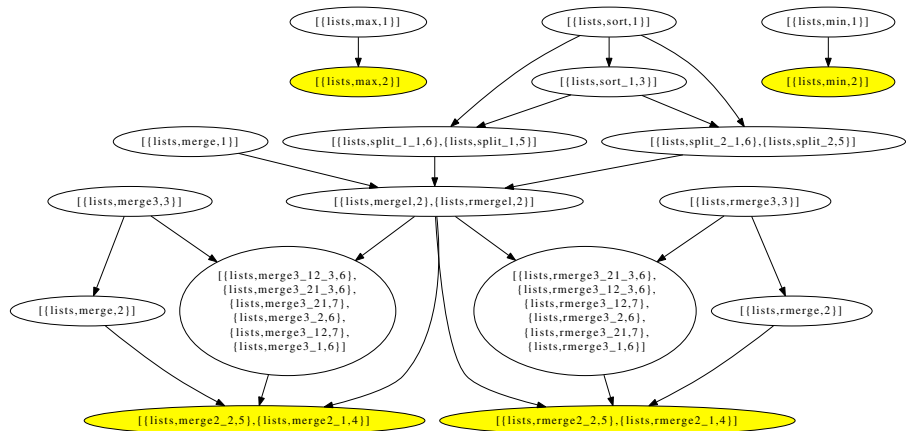 [{lists,max,1}]
[{lists,sort,1}]
[{lists,min,1}]
[{lists,max,2}]
[{lists,sort_1,3}]
[{lists,min,2}]
[{lists,merge,1}]
[{lists,split_1_1,6},{lists,split_1,5}]
[{lists,split_2_1,6},{lists,split_2,5}]
[{lists,merge3,3}]
[{lists,mergel,2},{lists,rmergel,2}]
[{lists,rmerge3,3}]
[{lists,merge,2}]
[{lists,merge3_12_3,6},
{lists,merge3_21_3,6},
{lists,merge3_21,7},
{lists,merge3_2,6},
{lists,merge3_12,7},
{lists,merge3_1,6}]
[{lists,rmerge3_21_3,6},
{lists,rmerge3_12_3,6},
{lists,rmerge3_12,7},
{lists,rmerge3_2,6},
{lists,rmerge3_21,7},
{lists,rmerge3_1,6}]
[{lists,rmerge,2}]
[{lists,merge2_2,5},{lists,merge2_1,4}]
[{lists,rmerge2_2,5},{lists,rmerge2_1,4}]